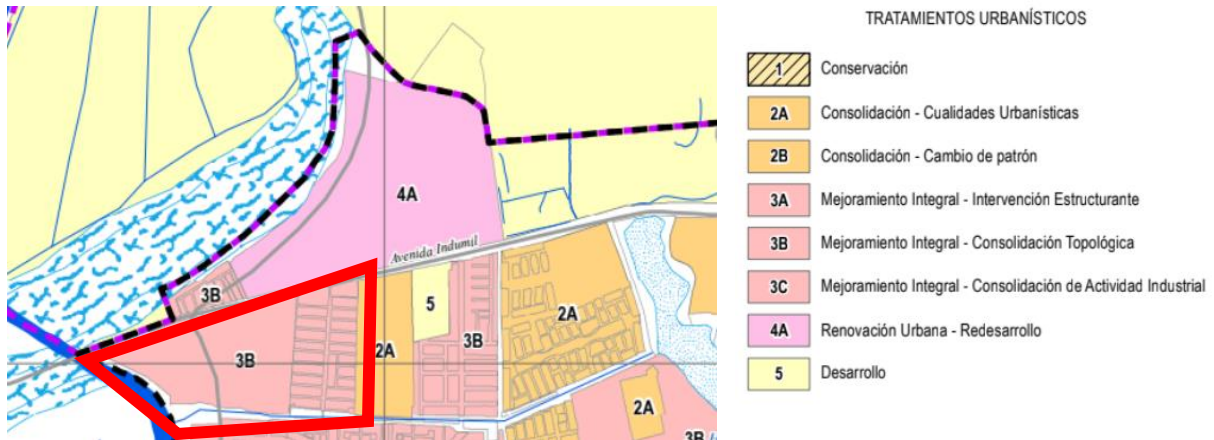 4A
Avenida Indumil
3B
5
2A
3B
3B
2A
2A
3B
TRATAMIENTOS URBANÍSTICOS
1 Conservación
2A Consolidación - Cualidades Urbanísticas
2B Consolidación - Cambio de patrón
3A Mejoramiento Integral - Intervención Estructurante
3B Mejoramiento Integral - Consolidación Topológica
3C Mejoramiento Integral - Consolidación de Actividad Industrial
4A Renovación Urbana - Redesarrollo
5 Desarrollo